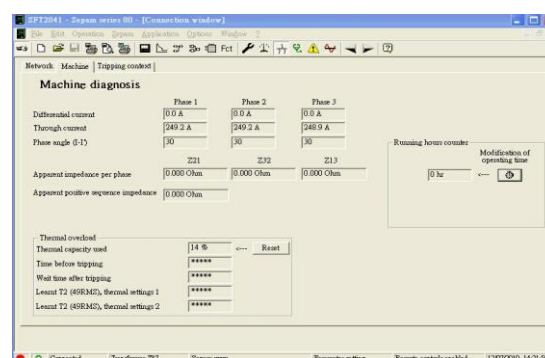 SFT2841 - Sepam series 80 - [Connection window]
File Edit Operation Sepam Application Options Window ?
Fct
Network Machine Tripping context
Machine diagnosis
Phase 1 Phase 2 Phase 3
Differential current 0.0 A 0.0 A 0.0 A
Through current 249.2 A 249.2 A 248.9 A
Phase angle (I-I') 30 30 30
Z21 Z32 Z13
Apparent impedance per phase 0.000 Ohm 0.000 Ohm 0.000 Ohm
Apparent positive sequence impedance 0.000 Ohm
Running hours counter
Modification of
operating time
0 hr <---
Thermal overload
Thermal capacity used 14 % <--- Reset
Time before tripping *****
Wait time after tripping *****
Learnt T2 (49RMS), thermal settings 1 *****
Learnt T2 (49RMS), thermal settings 2 *****
Connected